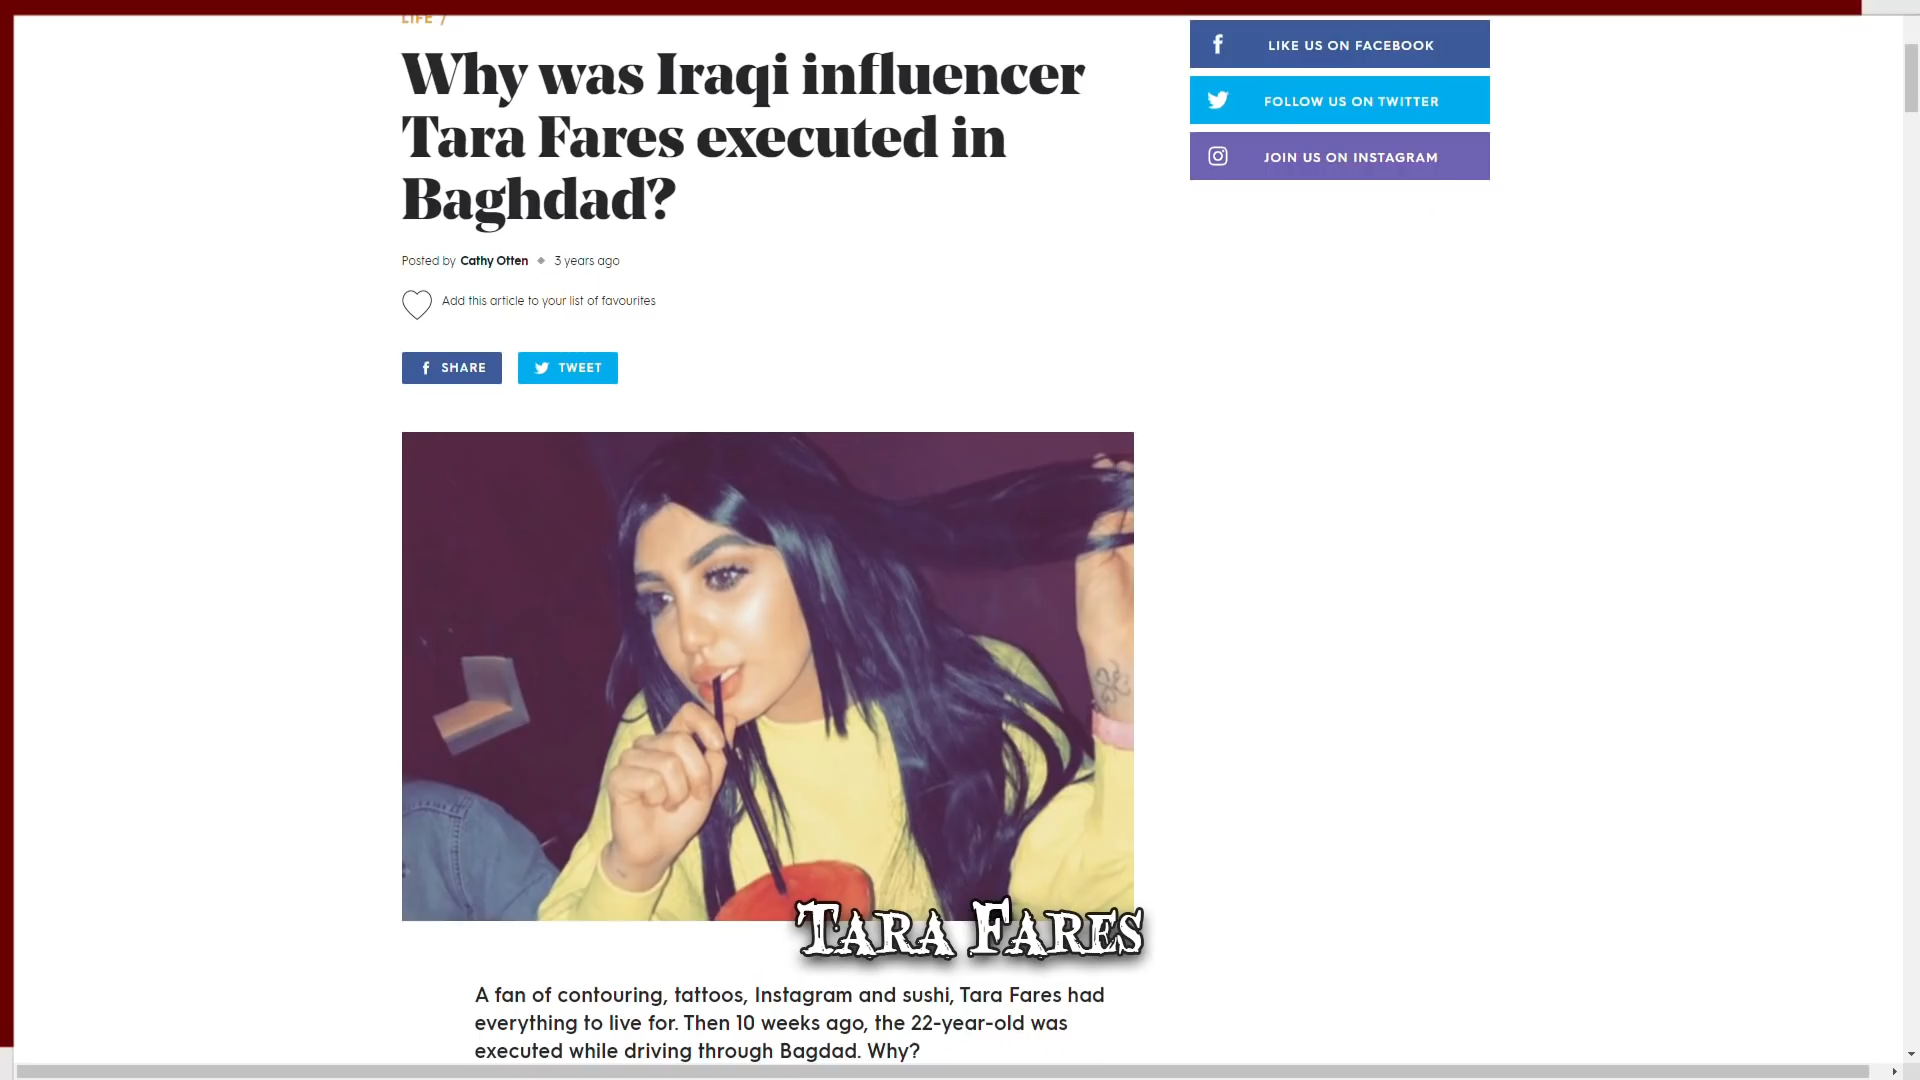 LIFE /
Why was Iraqi influencer
Tara Fares executed in
Baghdad?
Posted by Cathy Otten ◆ 3 years ago
Add this article to your list of favourites
SHARE
TWEET
LIKE US ON FACEBOOK
FOLLOW US ON TWITTER
JOIN US ON INSTAGRAM
TARA FARES
A fan of contouring, tattoos, Instagram and sushi, Tara Fares had
everything to live for. Then 10 weeks ago, the 22-year-old was
executed while driving through Bagdad. Why?